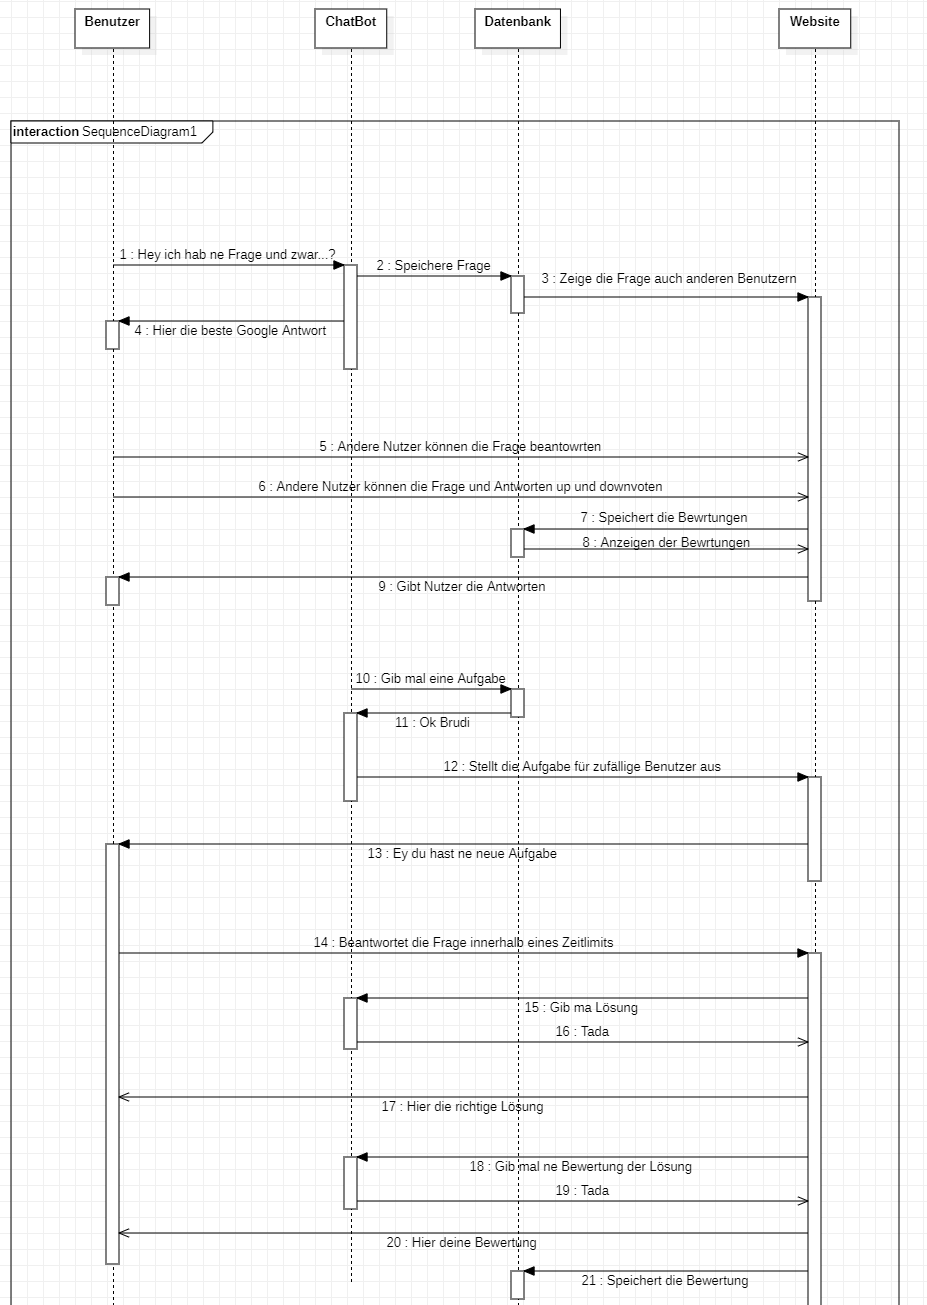 Benutzer
ChatBot
Datenbank
Website
interaction SequenceDiagram1
1 : Hey ich hab ne Frage und zwar...?
2 : Speichere Frage
3 : Zeige die Frage auch anderen Benutzern
4 : Hier die beste Google Antwort
5 : Andere Nutzer können die Frage beantowrten
6 : Andere Nutzer können die Frage und Antworten up und downvoten
7 : Speichert die Bewrtungen
8 : Anzeigen der Bewrtungen
9 : Gibt Nutzer die Antworten
10 : Gib mal eine Aufgabe
11 : Ok Brudi
12 : Stellt die Aufgabe für zufällige Benutzer aus
13 : Ey du hast ne neue Aufgabe
14 : Beantwortet die Frage innerhalb eines Zeitlimits
15 : Gib ma Lösung
16 : Tada
17 : Hier die richtige Lösung
18 : Gib mal ne Bewertung der Lösung
19 : Tada
20 : Hier deine Bewertung
21 : Speichert die Bewertung